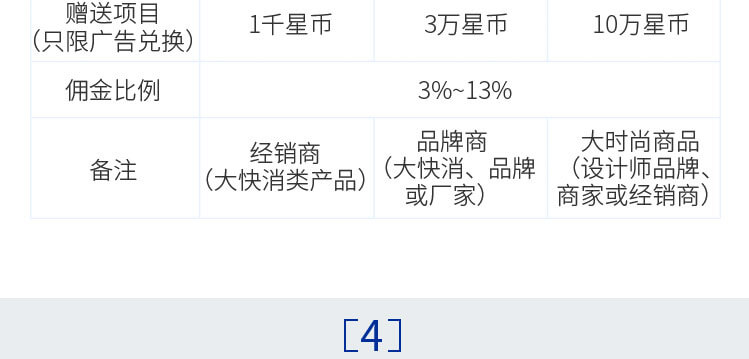 赠送项目
(只限广告兑换)
1千星币
3万星币
10万星币
佣金比例
3%~13%
备注
经销商
(大快消类产品)
品牌商
(大快消、品牌
或厂家)
大时尚商品
(设计师品牌、
商家或经销商)
[4]